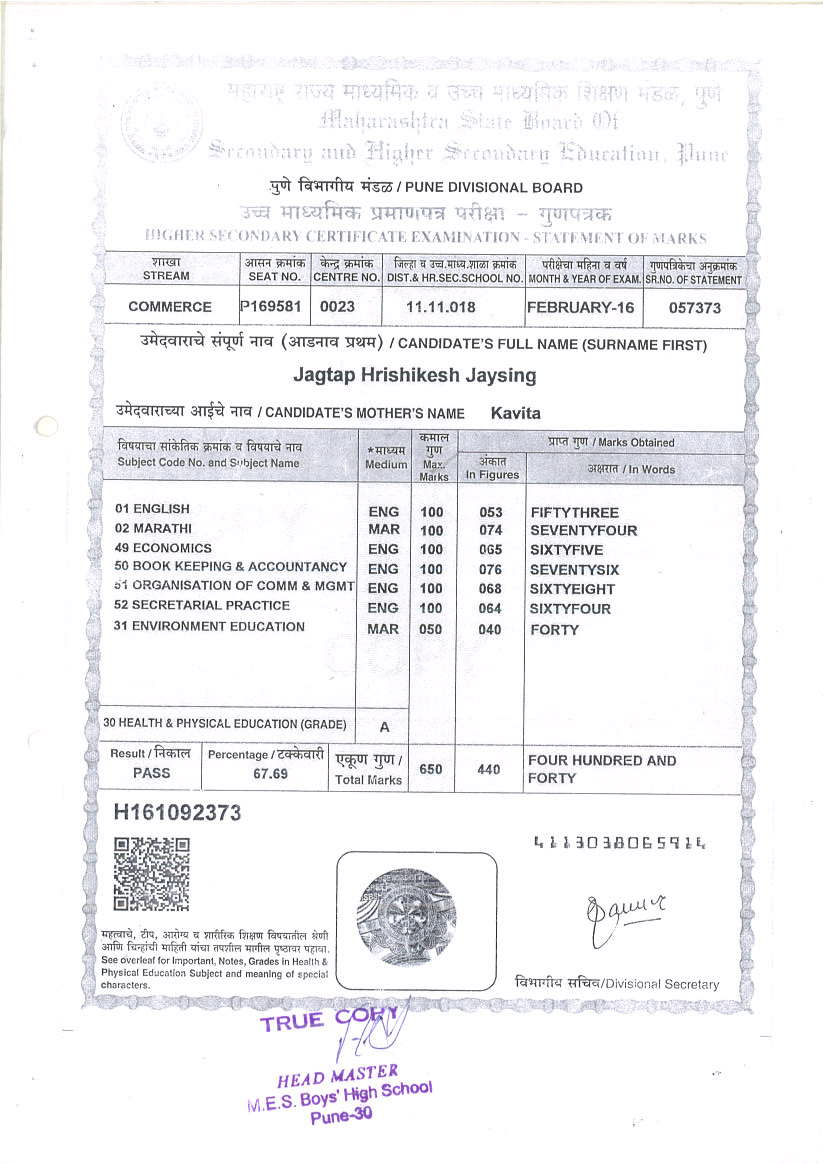 महाराष्ट्र राज्य माध्यमिक व उच्च माध्यमिक शिक्षण मंडळ, पुणे
Maharashtra State Board Of
Secondary and Higher Secondary Education, Pune
पुणे विभागीय मंडळ / PUNE DIVISIONAL BOARD
उच्च माध्यमिक प्रमाणपत्र परीक्षा - गुणपत्रक
HIGHER SECONDARY CERTIFICATE EXAMINATION - STATEMENT OF MARKS
शाखा आसन क्रमांक केन्द्र क्रमांक जिल्हा व उच्च.माध्य.शाळा क्रमांक परीक्षेचा महिना व वर्ष गुणपत्रिकेचा अनुक्रमांक
STREAM SEAT NO. CENTRE NO. DIST.& HR.SEC.SCHOOL NO. MONTH & YEAR OF EXAM. SR.NO. OF STATEMENT
COMMERCE P169581 0023 11.11.018 FEBRUARY-16 057373
उमेदवाराचे संपूर्ण नाव (आडनाव प्रथम) / CANDIDATE'S FULL NAME (SURNAME FIRST)
Jagtap Hrishikesh Jaysing
उमेदवाराच्या आईचे नाव / CANDIDATE'S MOTHER'S NAME Kavita
विषयाचा सांकेतिक क्रमांक व विषयाचे नाव
Subject Code No. and Subject Name
*माध्यम
Medium
कमाल
गुण
Max.
Marks
प्राप्त गुण / Marks Obtained
अंकात
In Figures
अक्षरात / In Words
01 ENGLISH ENG 100 053 FIFTYTHREE
02 MARATHI MAR 100 074 SEVENTYFOUR
49 ECONOMICS ENG 100 065 SIXTYFIVE
50 BOOK KEEPING & ACCOUNTANCY ENG 100 076 SEVENTYSIX
51 ORGANISATION OF COMM & MGMT ENG 100 068 SIXTYEIGHT
52 SECRETARIAL PRACTICE ENG 100 064 SIXTYFOUR
31 ENVIRONMENT EDUCATION MAR 050 040 FORTY
30 HEALTH & PHYSICAL EDUCATION (GRADE) A
Result / निकाल
PASS
Percentage / टक्केवारी
67.69
एकूण गुण /
Total Marks
650 440
FOUR HUNDRED AND
FORTY
H161092373
4113038065914
महत्वाचे, टीप, आरोग्य व शारीरिक शिक्षण विषयातील श्रेणी
आणि चिन्हांची माहिती यांचा तपशील मागील पृष्ठावर पहावा.
See overleaf for Important, Notes, Grades in Health &
Physical Education Subject and meaning of special
characters.
विभागीय सचिव/Divisional Secretary
TRUE COPY
HEAD MASTER
M.E.S. Boys' High School
Pune-30